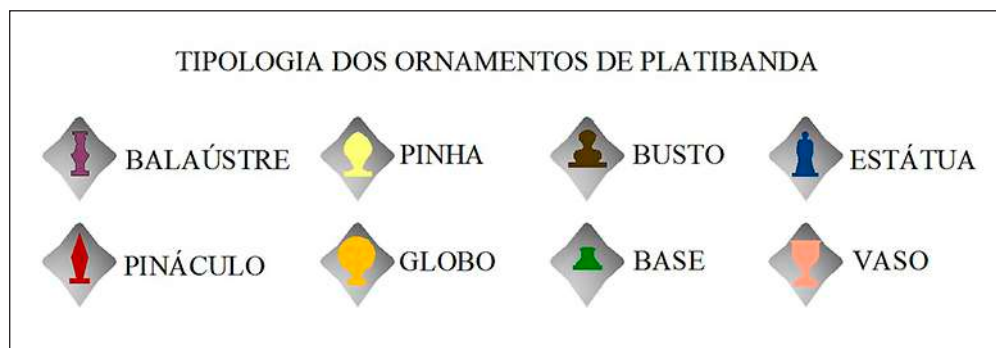 TIPOLOGIA DOS ORNAMENTOS DE PLATIBANDA
BALAÚSTRE PINHA BUSTO ESTÁTUA
PINÁCULO GLOBO BASE VASO